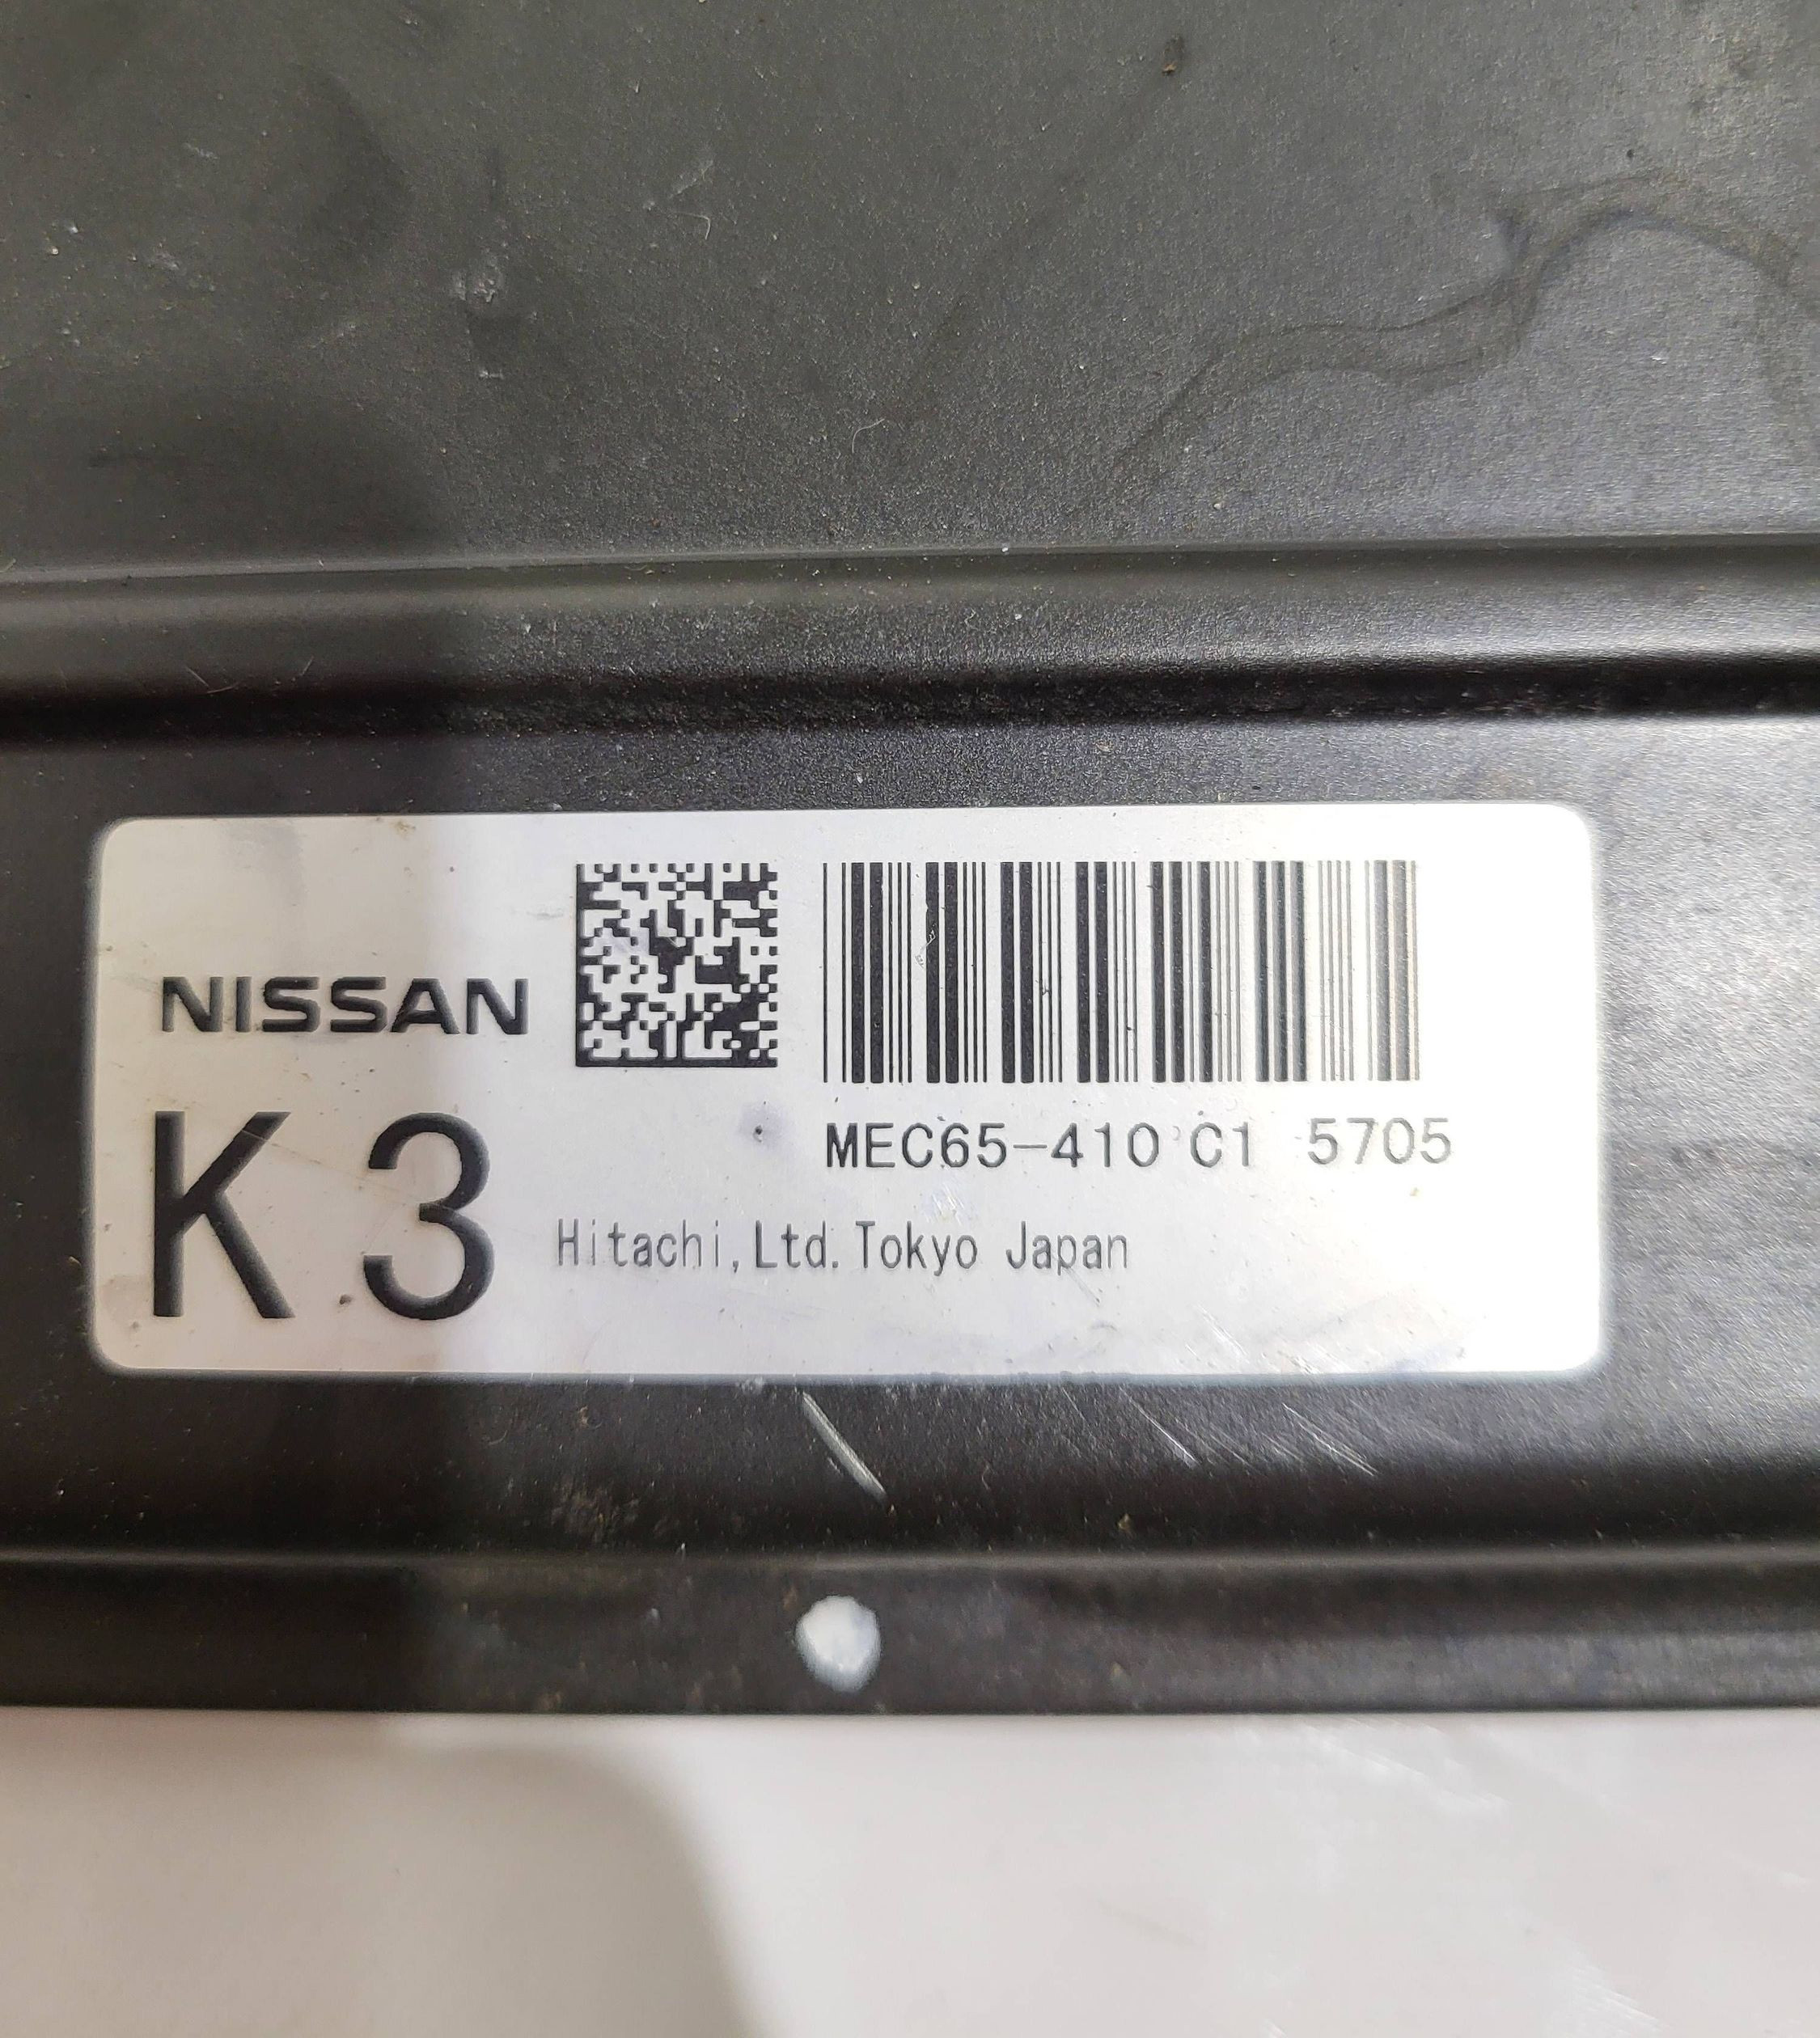 NISSAN
MEC65-410 C1 5705
K3
Hitachi,Ltd.Tokyo Japan